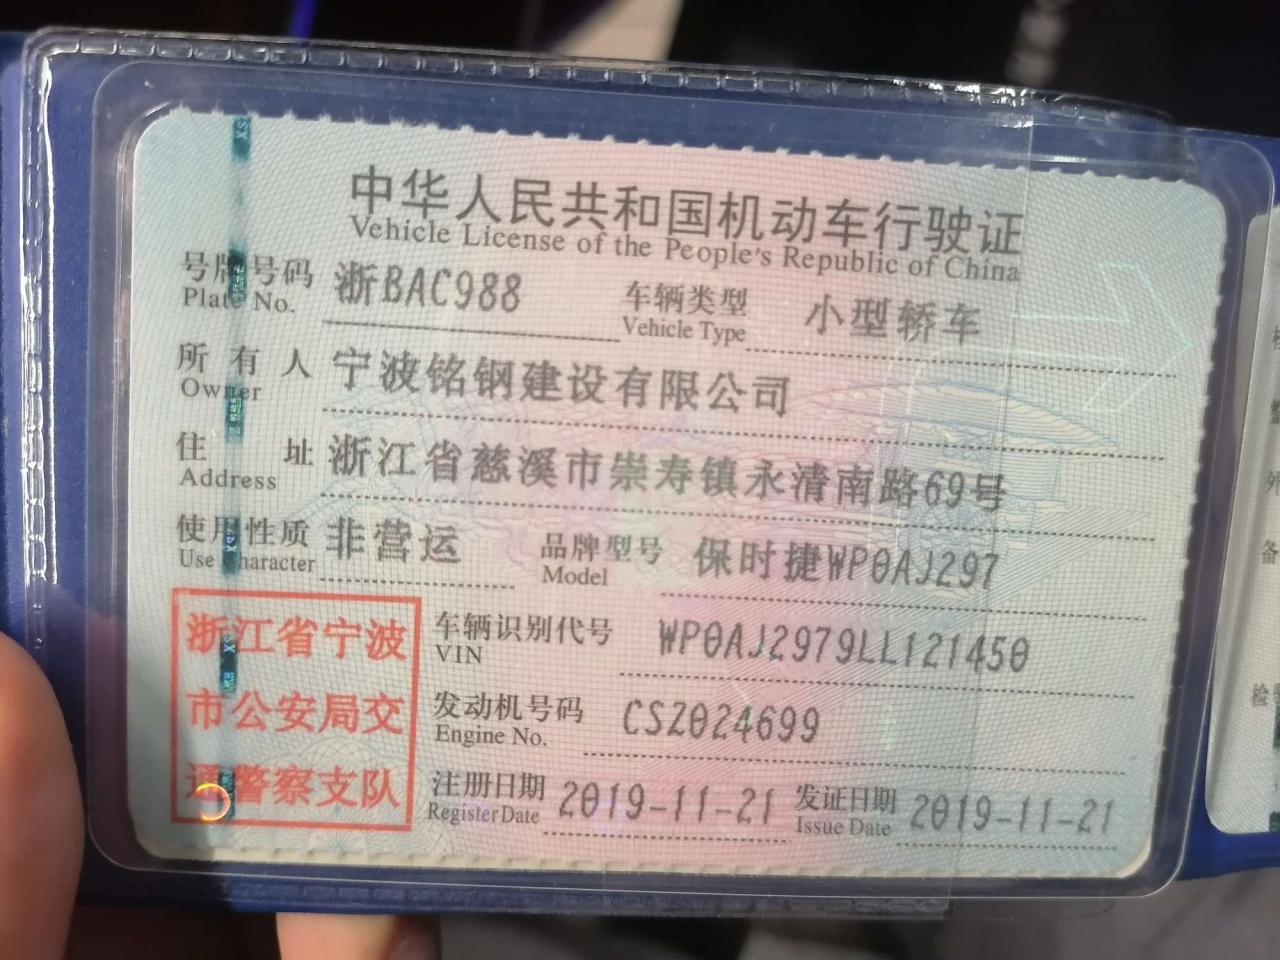 中华人民共和国机动车行驶证
Vehicle License of the People's Republic of China
号牌号码 浙BAC988 车辆类型 小型轿车
Plate No. Vehicle Type
所有人 宁波铭钢建设有限公司
Owner
住址 浙江省慈溪市崇寿镇永清南路69号
Address
使用性质 非营运 品牌型号 保时捷WP0AJ297
Use Character Model
浙江省宁波
市公安局交
通警察支队
车辆识别代号 WP0AJ2979LL121450
VIN
发动机号码 CSZ024699
Engine No.
注册日期 2019-11-21 发证日期 2019-11-21
Register Date Issue Date